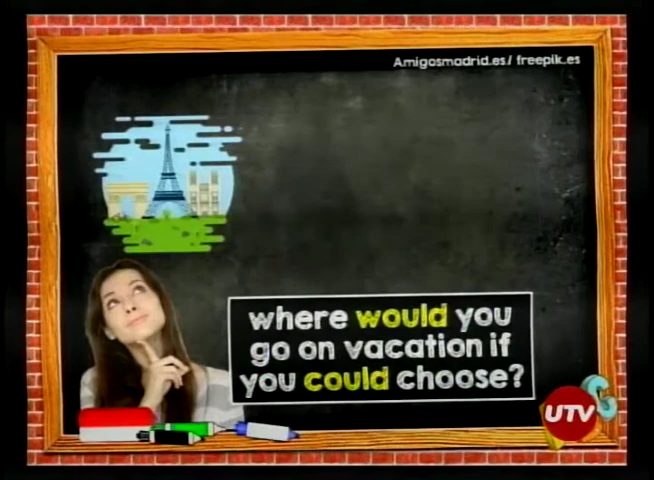 Amigosmadrid.es/ freepik.es
where would you
go on vacation if
you could choose?
UTV